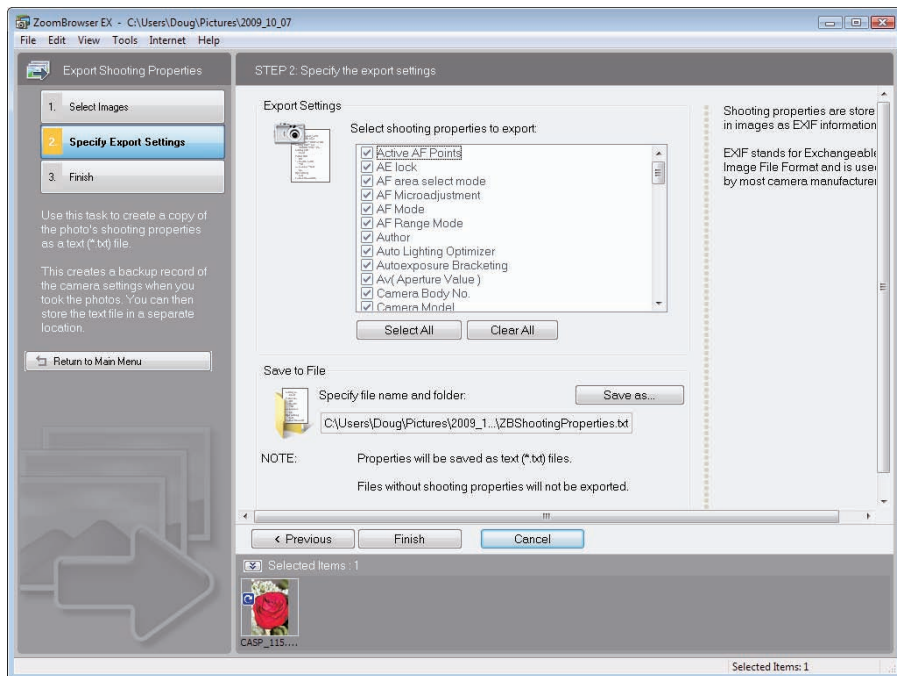 ZoomBrowser EX - C:\Users\Doug\Pictures\2009_10_07
File Edit View Tools Internet Help
Export Shooting Properties
1. Select Images
2. Specify Export Settings
3. Finish
Use this task to create a copy of
the photo's shooting properties
as a text (*.txt) file.
This creates a backup record of
the camera settings when you
took the photos. You can then
store the text file in a separate
location.
Return to Main Menu
STEP 2: Specify the export settings
Export Settings
Select shooting properties to export:
Active AF Points
AE lock
AF area select mode
AF Microadjustment
AF Mode
AF Range Mode
Author
Auto Lighting Optimizer
Autoexposure Bracketing
Av( Aperture Value )
Camera Body No.
Camera Model
Select All Clear All
Save to File
Specify file name and folder:
Save as...
C:\Users\Doug\Pictures\2009_1...\ZBShootingProperties.txt
NOTE: Properties will be saved as text (*.txt) files.
Files without shooting properties will not be exported.
Shooting properties are store
in images as EXIF information
EXIF stands for Exchangeable
Image File Format and is use
by most camera manufacturer
< Previous Finish Cancel
Selected Items : 1
CASP_115....
Selected Items: 1